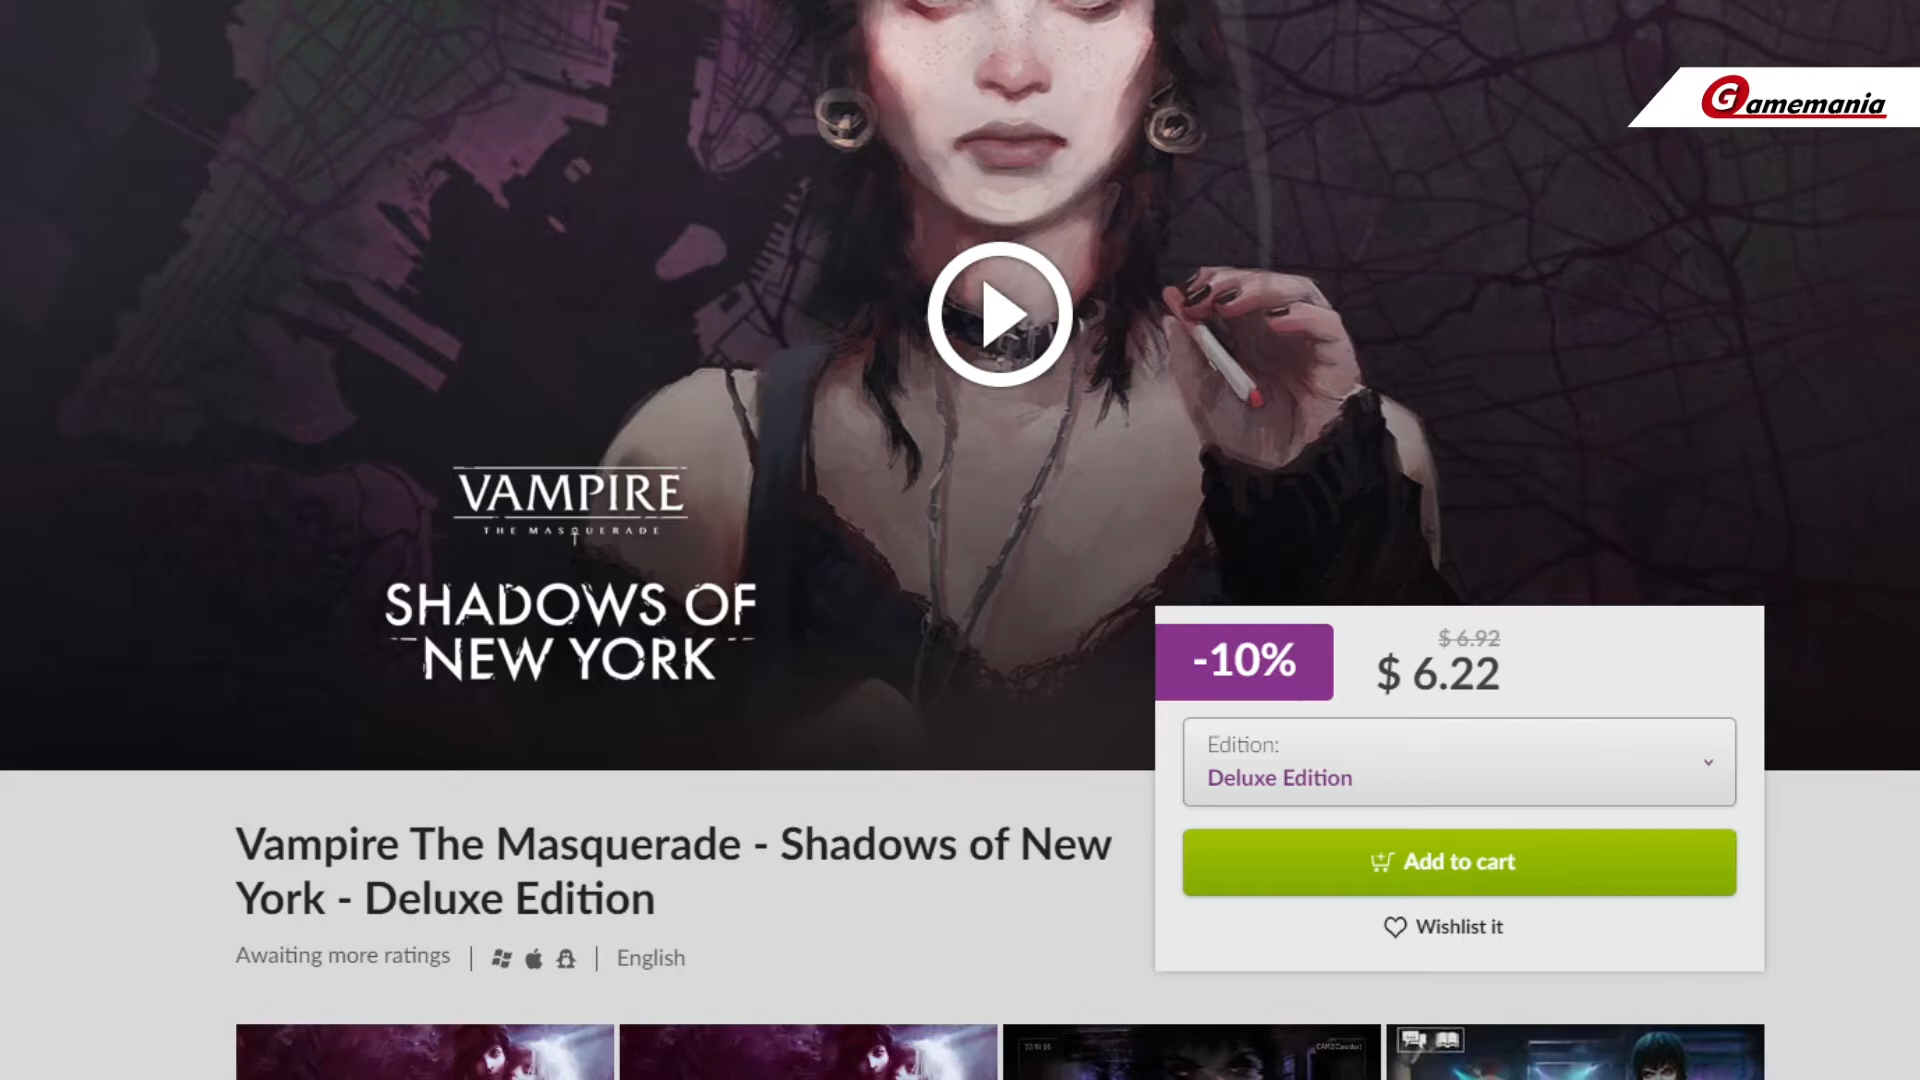 Gamemania
VAMPIRE
THE MASQUERADE
SHADOWS OF
NEW YORK
-10%
$ 6.92
$ 6.22
Edition:
Deluxe Edition
Add to cart
Wishlist it
Vampire The Masquerade - Shadows of New
York - Deluxe Edition
Awaiting more ratings
English